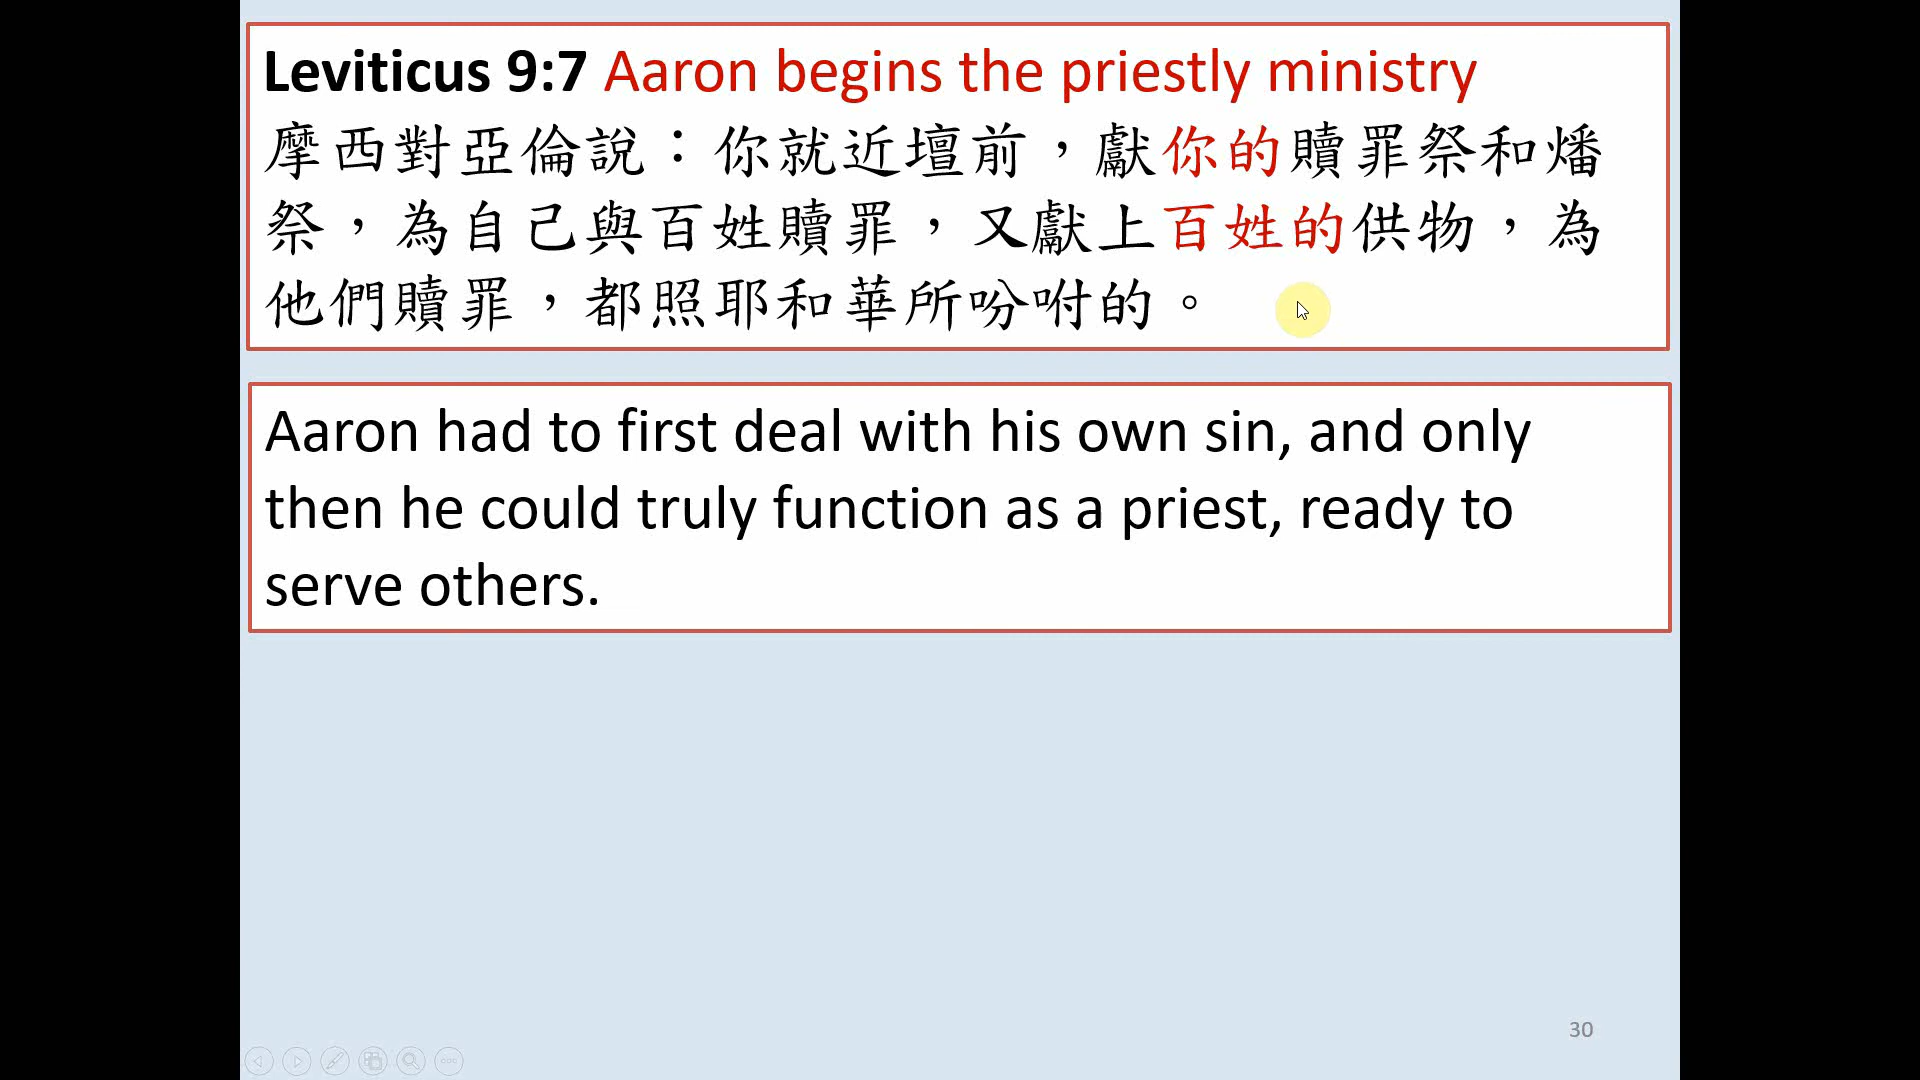 Leviticus 9:7 Aaron begins the priestly ministry
摩西對亞倫說：你就近壇前，獻你的贖罪祭和燔
祭，為自己與百姓贖罪，又獻上百姓的供物，為
他們贖罪，都照耶和華所吩咐的。
Aaron had to first deal with his own sin, and only
then he could truly function as a priest, ready to
serve others.
30